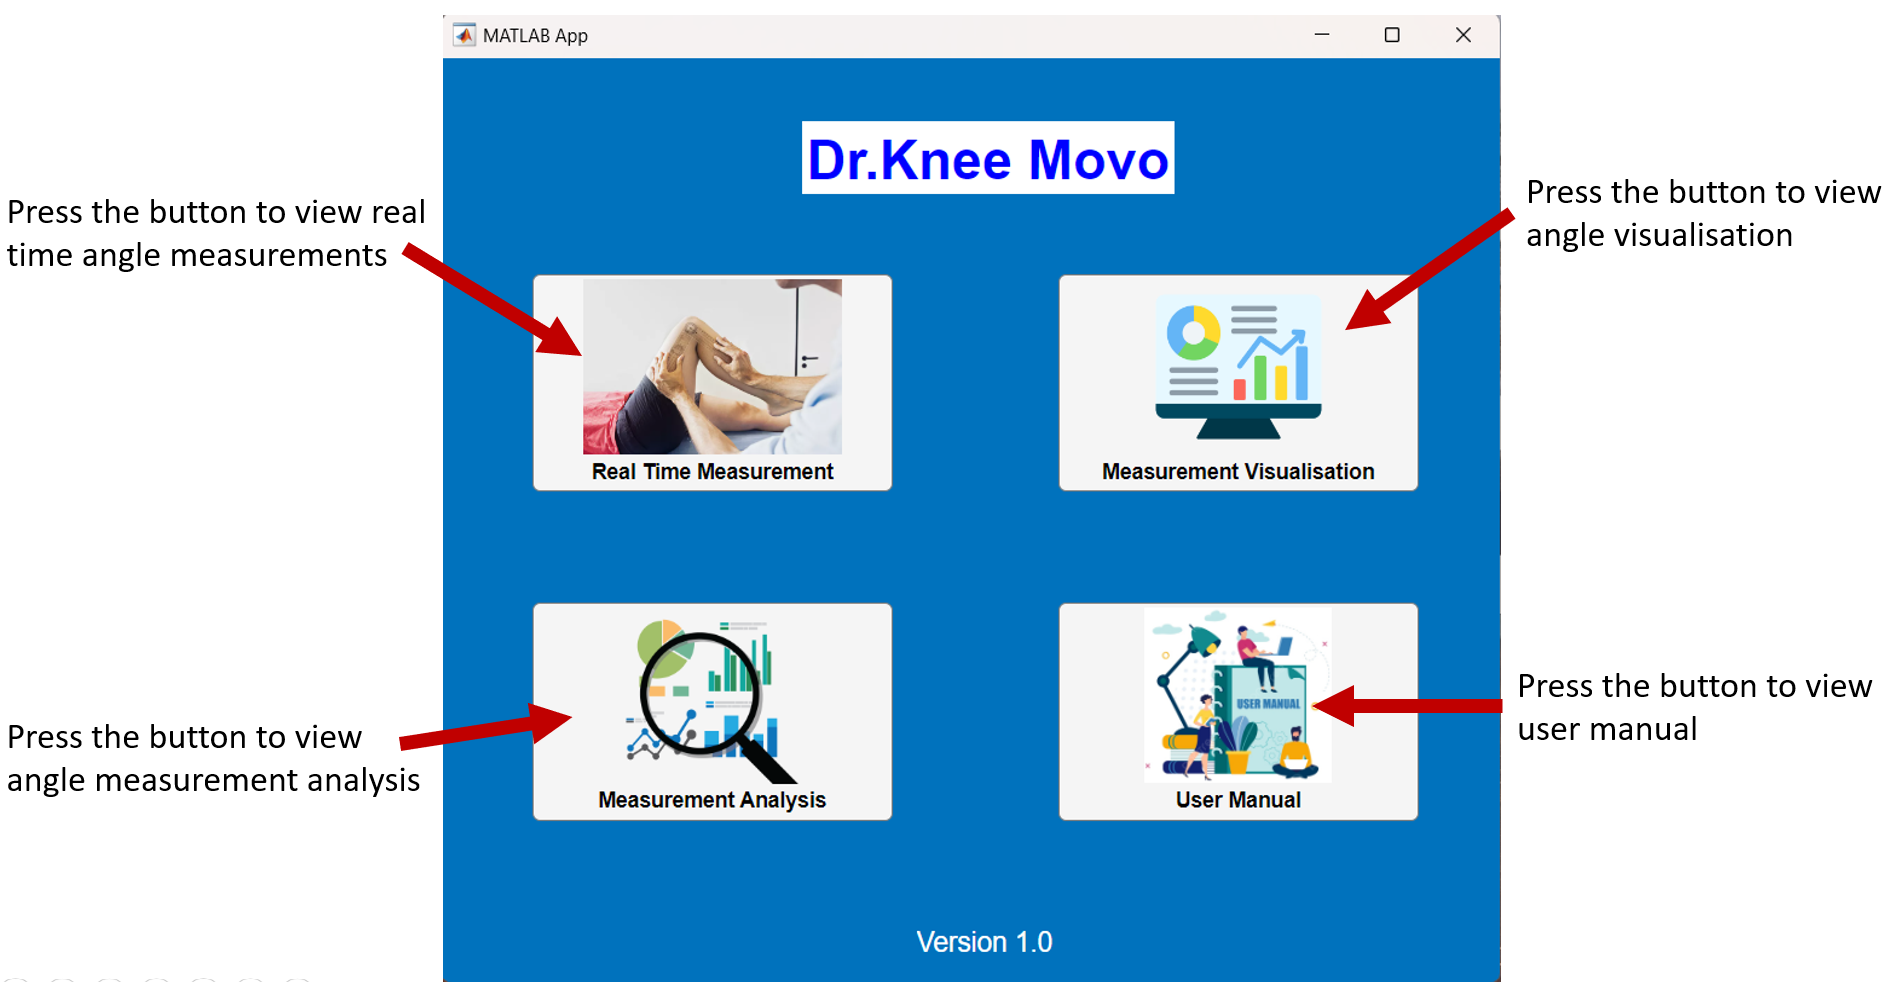 MATLAB App
Dr.Knee Movo
Press the button to view real
time angle measurements
Press the button to view
angle visualisation
Real Time Measurement
Measurement Visualisation
USER MANUAL
Press the button to view
angle measurement analysis
Press the button to view
user manual
Measurement Analysis
User Manual
Version 1.0